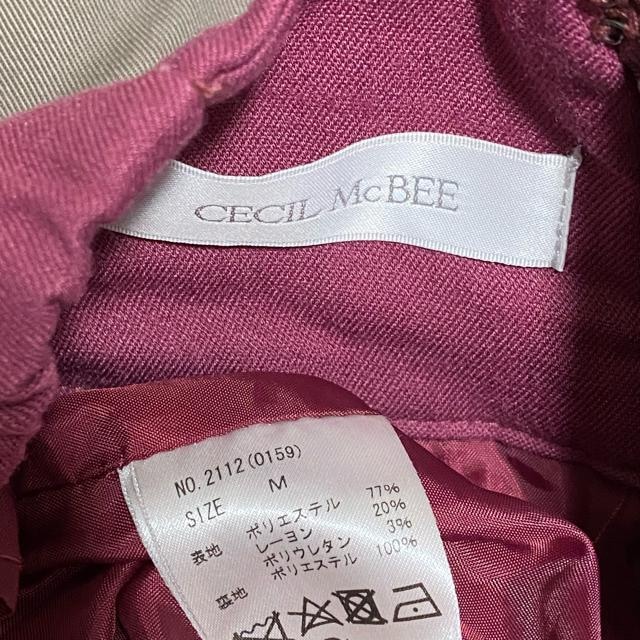 CECIL McBEE
NO.2112(0159)
SIZE M
表地 ポリエステル 77%
レーヨン 20%
ポリウレタン 3%
裏地 ポリエステル 100%